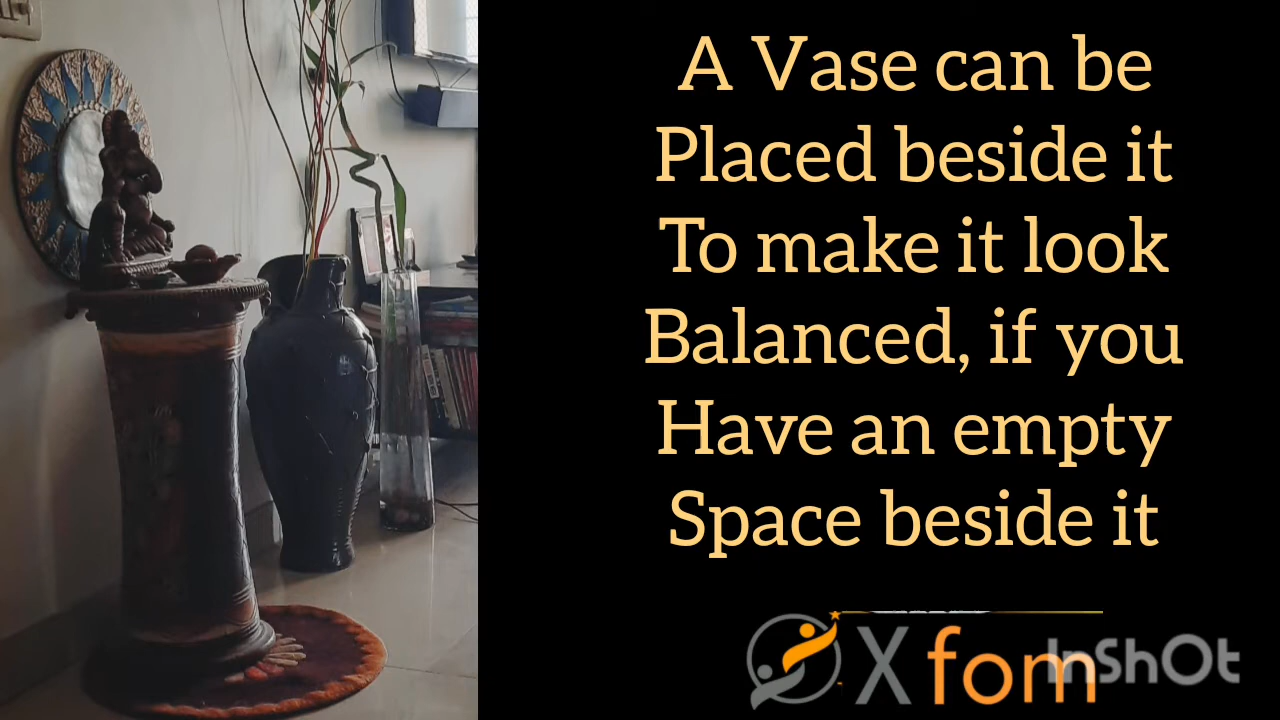 A Vase can be
Placed beside it
To make it look
Balanced, if you
Have an empty
Space beside it
X fom
InShOt